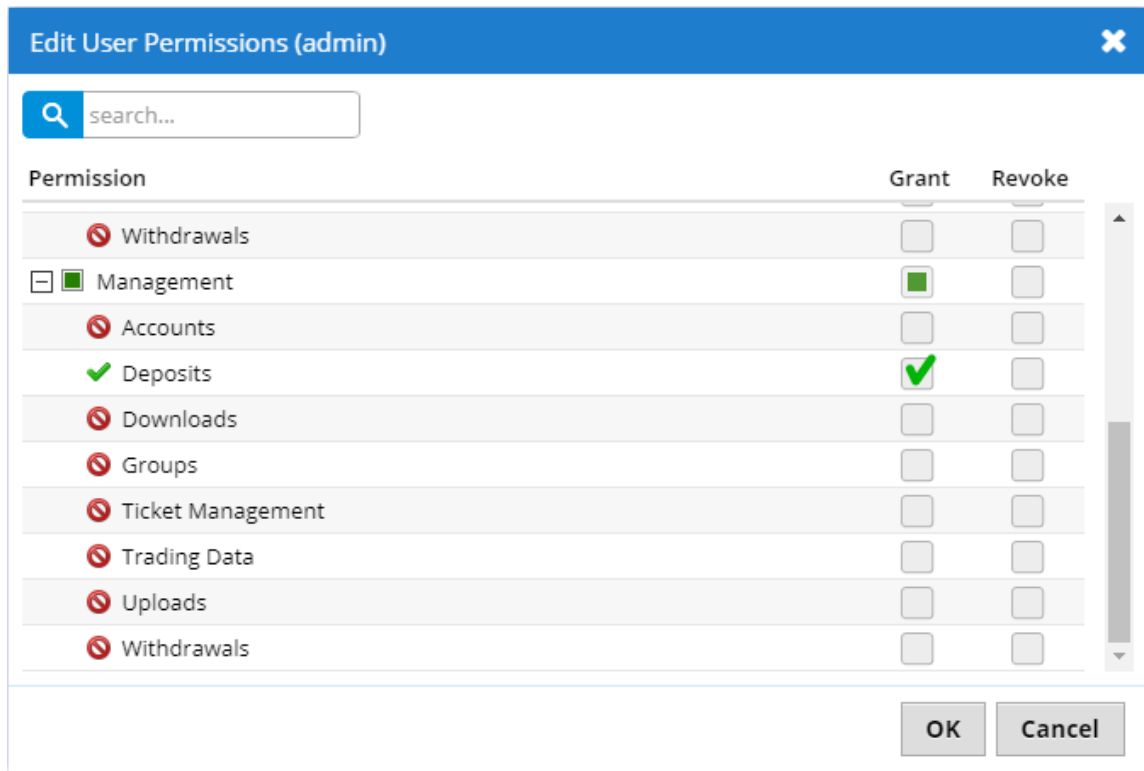 Edit User Permissions (admin)
search...
Permission Grant Revoke
Withdrawals
Management
Accounts
Deposits
Downloads
Groups
Ticket Management
Trading Data
Uploads
Withdrawals
OK Cancel